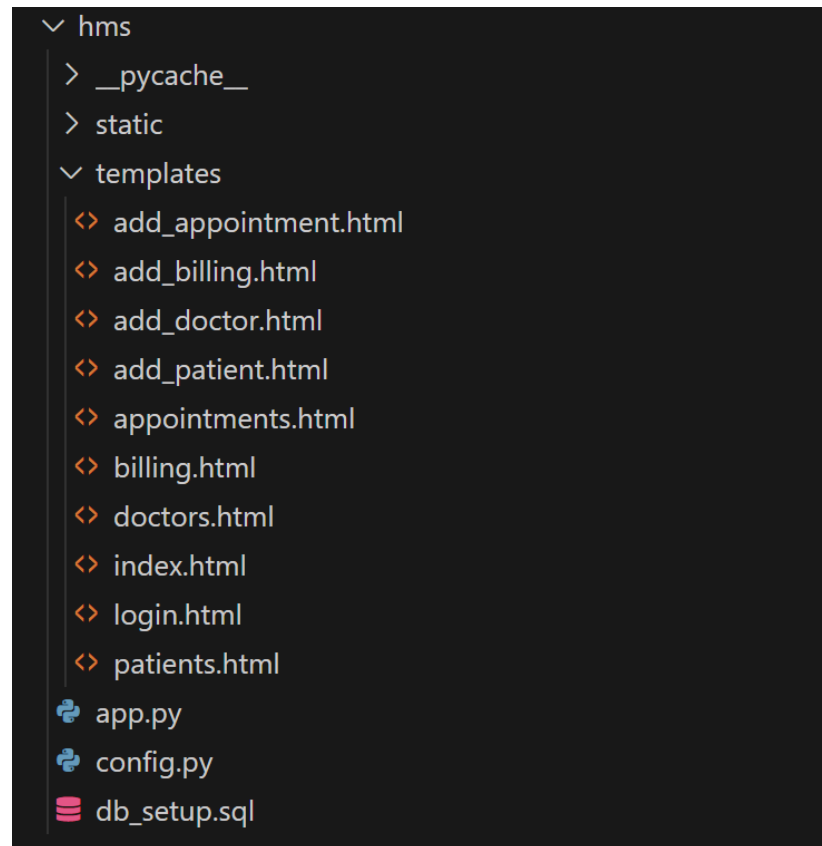 hms
__pycache__
static
templates
add_appointment.html
add_billing.html
add_doctor.html
add_patient.html
appointments.html
billing.html
doctors.html
index.html
login.html
patients.html
app.py
config.py
db_setup.sql